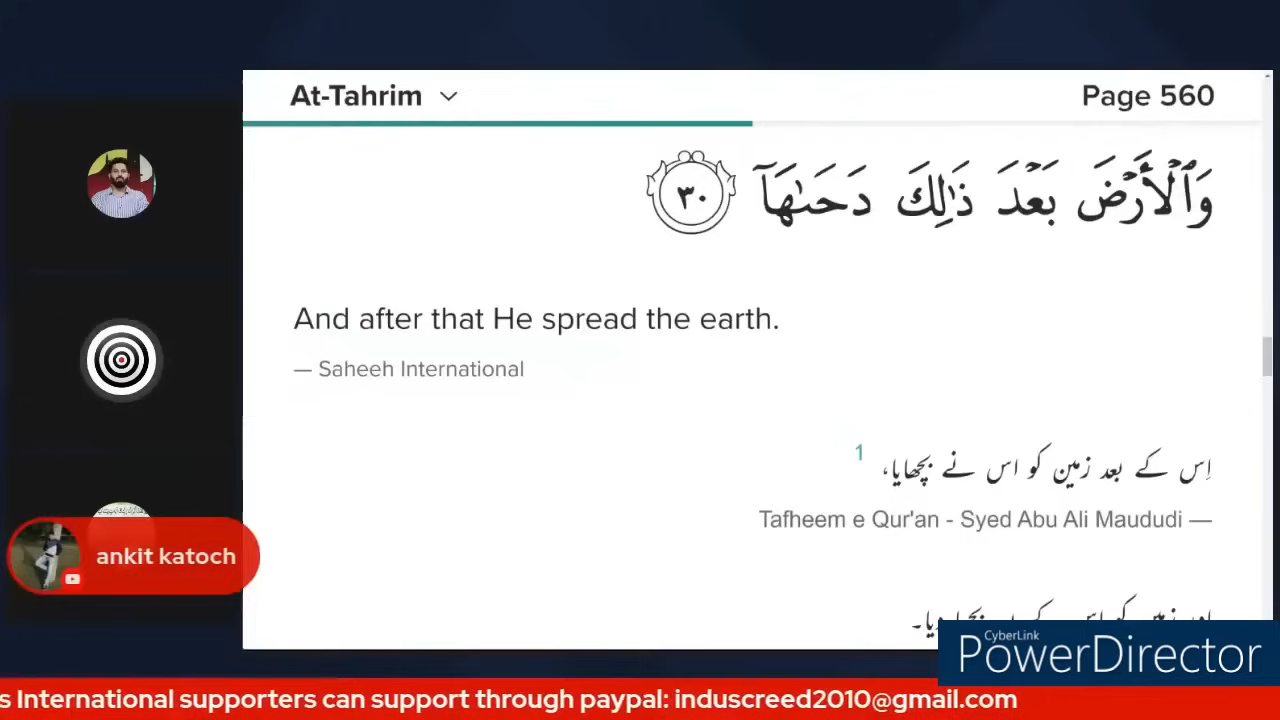 At-Tahrim
Page 560
وَٱلْأَرْضَ بَعْدَ ذَٰلِكَ دَحَىٰهَآ ٣٠
And after that He spread the earth.
— Saheeh International
اِس کے بعد زمین کو اس نے بچھایا، 1
Tafheem e Qur'an - Syed Abu Ali Maududi —
ankit katoch
CyberLink
PowerDirector
s International supporters can support through paypal: induscreed2010@gmail.com